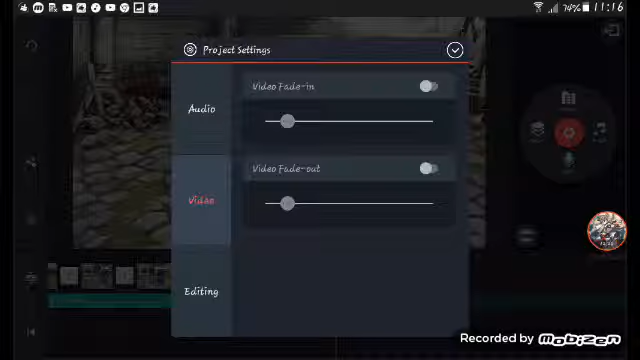 74% 11:16
Project Settings
Video Fade-in
Audio
Video Fade-out
Video
Editing
Recorded by Mobizen